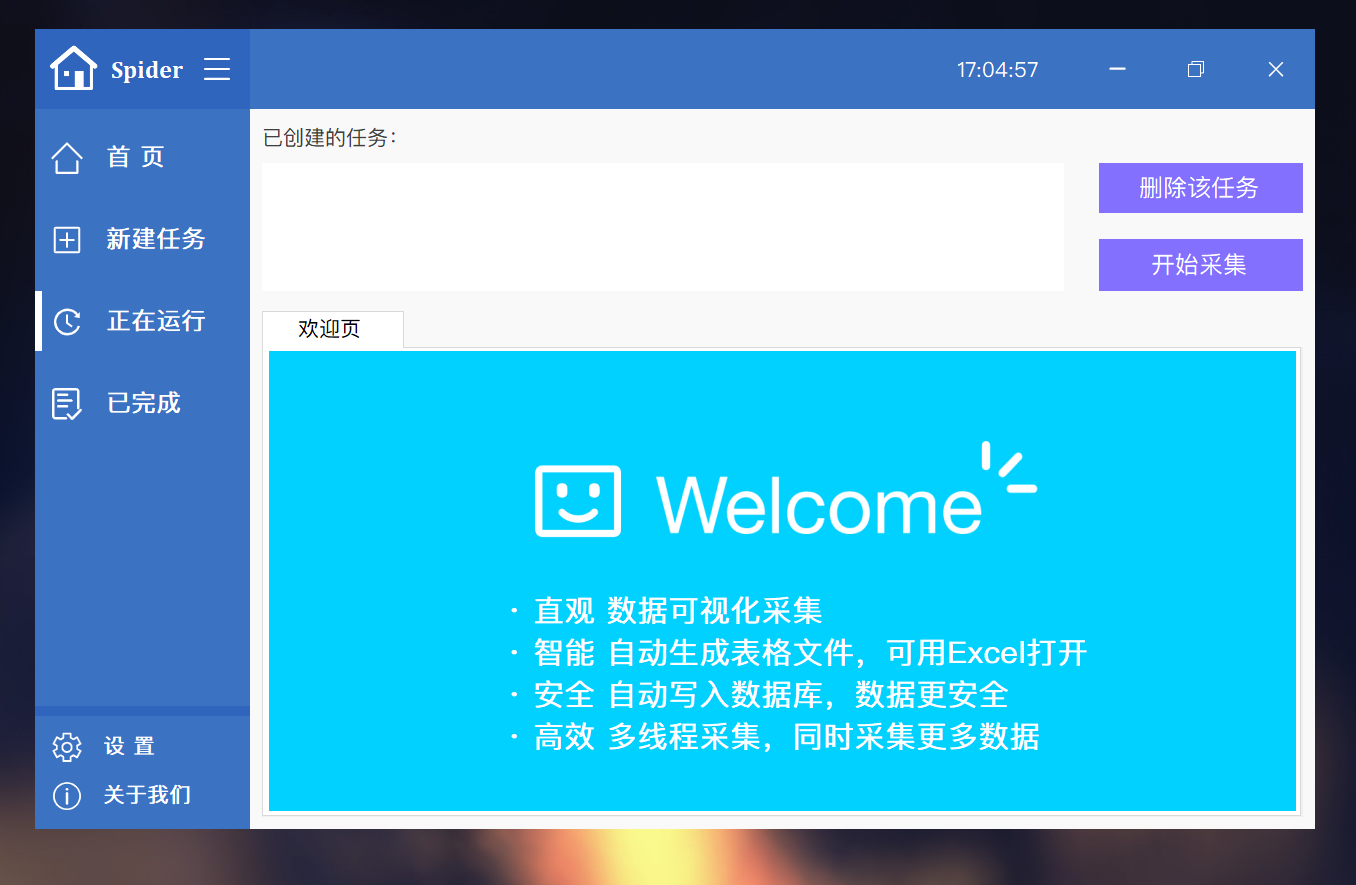 Spider
17:04:57
首 页
新建任务
正在运行
已完成
设 置
关于我们
已创建的任务：
删除该任务
开始采集
欢迎页
Welcome
· 直观 数据可视化采集
· 智能 自动生成表格文件，可用Excel打开
· 安全 自动写入数据库，数据更安全
· 高效 多线程采集，同时采集更多数据